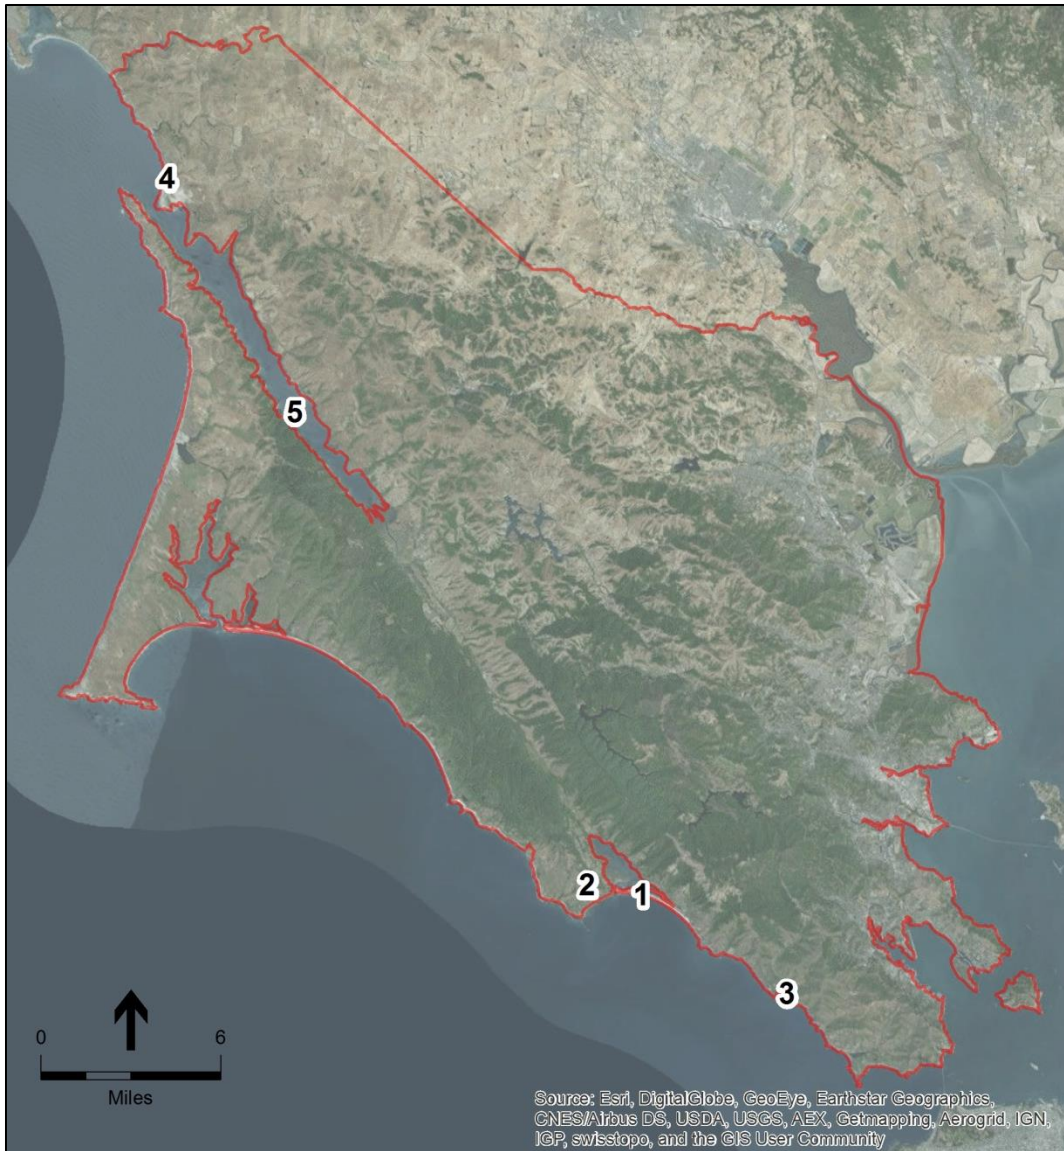 4
5
2
1
3
0 6
Miles
Source: Esri, DigitalGlobe, GeoEye, Earthstar Geographics,
CNES/Airbus DS, USDA, USGS, AEX, Getmapping, Aerogrid, IGN,
IGP, swisstopo, and the GIS User Community